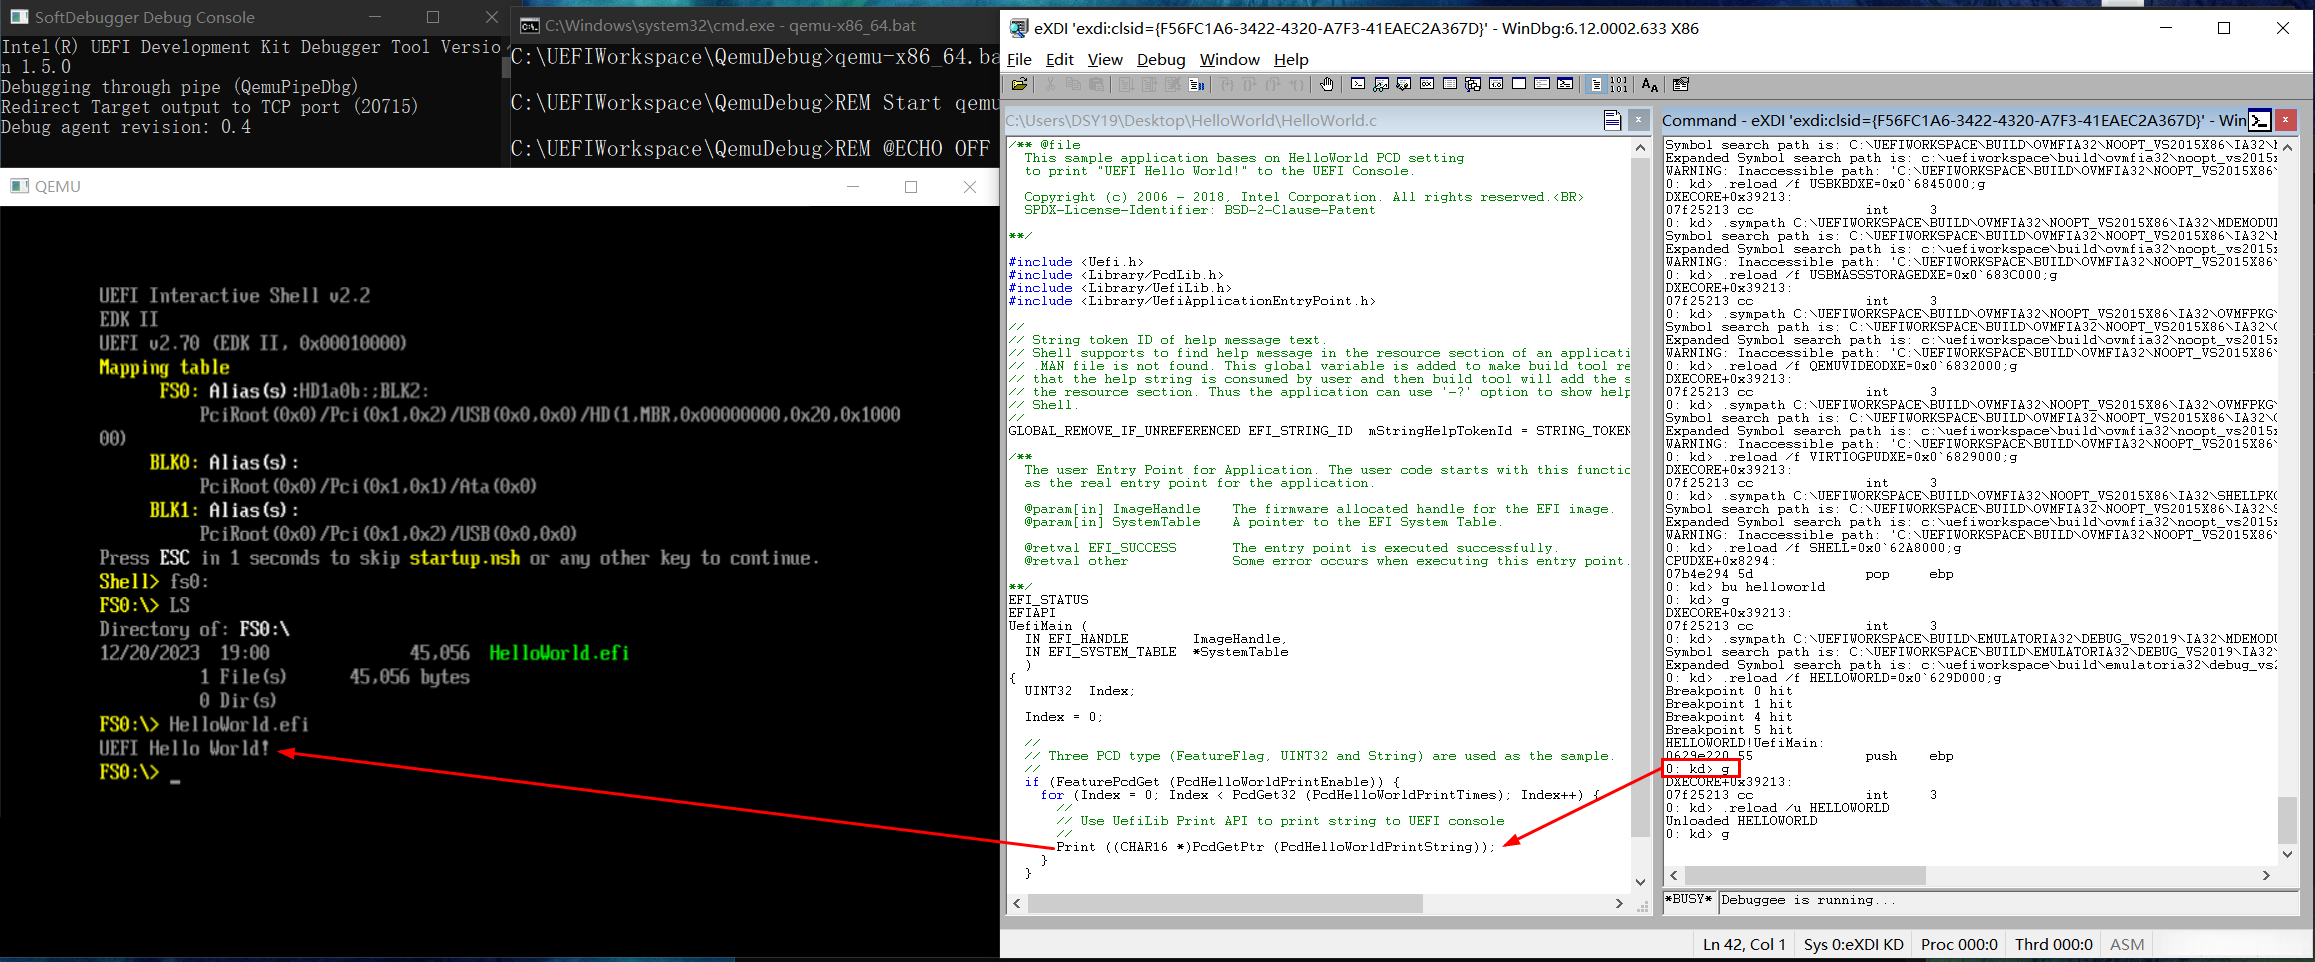 SoftDebugger Debug Console
Intel(R) UEFI Development Kit Debugger Tool Versio
n 1.5.0
Debugging through pipe (QemuPipeDbg)
Redirect Target output to TCP port (20715)
Debug agent revision: 0.4
C:\Windows\system32\cmd.exe - qemu-x86_64.bat
C:\UEFIWorkspace\QemuDebug>qemu-x86_64.ba
C:\UEFIWorkspace\QemuDebug>REM Start qemu
C:\UEFIWorkspace\QemuDebug>REM @ECHO OFF
QEMU
UEFI Interactive Shell v2.2
EDK II
UEFI v2.70 (EDK II, 0x00010000)
Mapping table
FS0: Alias(s):HD1a0b:;BLK2:
PciRoot(0x0)/Pci(0x1,0x2)/USB(0x0,0x0)/HD(1,MBR,0x00000000,0x20,0x1000
00)
BLK0: Alias(s):
PciRoot(0x0)/Pci(0x1,0x1)/Ata(0x0)
BLK1: Alias(s):
PciRoot(0x0)/Pci(0x1,0x2)/USB(0x0,0x0)
Press ESC in 1 seconds to skip startup.nsh or any other key to continue.
Shell> fs0:
FS0:\> LS
Directory of: FS0:\
12/20/2023  19:00              45,056  HelloWorld.efi
1 File(s)      45,056 bytes
0 Dir(s)
FS0:\> HelloWorld.efi
UEFI Hello World!
FS0:\> _
eXDI 'exdi:clsid={F56FC1A6-3422-4320-A7F3-41EAEC2A367D}' - WinDbg:6.12.0002.633 X86
File Edit View Debug Window Help
C:\Users\DSY19\Desktop\HelloWorld\HelloWorld.c
/** @file
This sample application bases on HelloWorld PCD setting
to print "UEFI Hello World!" to the UEFI Console.
Copyright (c) 2006 - 2018, Intel Corporation. All rights reserved.<BR>
SPDX-License-Identifier: BSD-2-Clause-Patent
**/
#include <Uefi.h>
#include <Library/PcdLib.h>
#include <Library/UefiLib.h>
#include <Library/UefiApplicationEntryPoint.h>
//
// String token ID of help message text.
// Shell supports to find help message in the resource section of an applicati
// .MAN file is not found. This global variable is added to make build tool re
// that the help string is consumed by user and then build tool will add the s
// the resource section. Thus the application can use '-?' option to show help
// Shell.
//
GLOBAL_REMOVE_IF_UNREFERENCED EFI_STRING_ID  mStringHelpTokenId = STRING_TOKEN
/**
The user Entry Point for Application. The user code starts with this functio
as the real entry point for the application.
@param[in] ImageHandle    The firmware allocated handle for the EFI image.
@param[in] SystemTable    A pointer to the EFI System Table.
@retval EFI_SUCCESS       The entry point is executed successfully.
@retval other             Some error occurs when executing this entry point.
**/
EFI_STATUS
EFIAPI
UefiMain (
IN EFI_HANDLE        ImageHandle,
IN EFI_SYSTEM_TABLE  *SystemTable
)
{
UINT32  Index;
Index = 0;
//
// Three PCD type (FeatureFlag, UINT32 and String) are used as the sample.
//
if (FeaturePcdGet (PcdHelloWorldPrintEnable)) {
for (Index = 0; Index < PcdGet32 (PcdHelloWorldPrintTimes); Index++) {
//
// Use UefiLib Print API to print string to UEFI console
//
Print ((CHAR16 *)PcdGetPtr (PcdHelloWorldPrintString));
}
}
Command - eXDI 'exdi:clsid={F56FC1A6-3422-4320-A7F3-41EAEC2A367D}' - Win
Symbol search path is: C:\UEFIWORKSPACE\BUILD\OVMFIA32\NOOPT_VS2015X86\IA32\M
Expanded Symbol search path is: c:\uefiworkspace\build\ovmfia32\noopt_vs2015x
WARNING: Inaccessible path: 'C:\UEFIWORKSPACE\BUILD\OVMFIA32\NOOPT_VS2015X86\
0: kd> .reload /f USBKBDXE=0x0`6845000;g
DXECORE+0x39213:
07f25213 cc              int     3
0: kd> .sympath C:\UEFIWORKSPACE\BUILD\OVMFIA32\NOOPT_VS2015X86\IA32\MDEMODUL
Symbol search path is: C:\UEFIWORKSPACE\BUILD\OVMFIA32\NOOPT_VS2015X86\IA32\M
Expanded Symbol search path is: c:\uefiworkspace\build\ovmfia32\noopt_vs2015x
WARNING: Inaccessible path: 'C:\UEFIWORKSPACE\BUILD\OVMFIA32\NOOPT_VS2015X86\
0: kd> .reload /f USBMASSSTORAGEDXE=0x0`683C000;g
DXECORE+0x39213:
07f25213 cc              int     3
0: kd> .sympath C:\UEFIWORKSPACE\BUILD\OVMFIA32\NOOPT_VS2015X86\IA32\OVMFPKG\
Symbol search path is: C:\UEFIWORKSPACE\BUILD\OVMFIA32\NOOPT_VS2015X86\IA32\O
Expanded Symbol search path is: c:\uefiworkspace\build\ovmfia32\noopt_vs2015x
WARNING: Inaccessible path: 'C:\UEFIWORKSPACE\BUILD\OVMFIA32\NOOPT_VS2015X86\
0: kd> .reload /f QEMUVIDEODXE=0x0`6832000;g
DXECORE+0x39213:
07f25213 cc              int     3
0: kd> .sympath C:\UEFIWORKSPACE\BUILD\OVMFIA32\NOOPT_VS2015X86\IA32\OVMFPKG\
Symbol search path is: C:\UEFIWORKSPACE\BUILD\OVMFIA32\NOOPT_VS2015X86\IA32\O
Expanded Symbol search path is: c:\uefiworkspace\build\ovmfia32\noopt_vs2015x
WARNING: Inaccessible path: 'C:\UEFIWORKSPACE\BUILD\OVMFIA32\NOOPT_VS2015X86\
0: kd> .reload /f VIRTIOGPUDXE=0x0`6829000;g
DXECORE+0x39213:
07f25213 cc              int     3
0: kd> .sympath C:\UEFIWORKSPACE\BUILD\OVMFIA32\NOOPT_VS2015X86\IA32\SHELLPKG
Symbol search path is: C:\UEFIWORKSPACE\BUILD\OVMFIA32\NOOPT_VS2015X86\IA32\S
Expanded Symbol search path is: c:\uefiworkspace\build\ovmfia32\noopt_vs2015x
WARNING: Inaccessible path: 'C:\UEFIWORKSPACE\BUILD\OVMFIA32\NOOPT_VS2015X86\
0: kd> .reload /f SHELL=0x0`62A8000;g
CPUDXE+0x8294:
07b4e294 5d              pop     ebp
0: kd> bu helloworld
0: kd> g
DXECORE+0x39213:
07f25213 cc              int     3
0: kd> .sympath C:\UEFIWORKSPACE\BUILD\EMULATORIA32\DEBUG_VS2019\IA32\MDEMODU
Symbol search path is: C:\UEFIWORKSPACE\BUILD\EMULATORIA32\DEBUG_VS2019\IA32\
Expanded Symbol search path is: c:\uefiworkspace\build\emulatoria32\debug_vs2
0: kd> .reload /f HELLOWORLD=0x0`629D000;g
Breakpoint 0 hit
Breakpoint 1 hit
Breakpoint 4 hit
Breakpoint 5 hit
HELLOWORLD!UefiMain:
0629e220 55              push    ebp
0: kd> g
DXECORE+0x39213:
07f25213 cc              int     3
0: kd> .reload /u HELLOWORLD
Unloaded HELLOWORLD
0: kd> g
*BUSY* Debuggee is running...
Ln 42, Col 1 Sys 0:eXDI KD Proc 000:0 Thrd 000:0 ASM